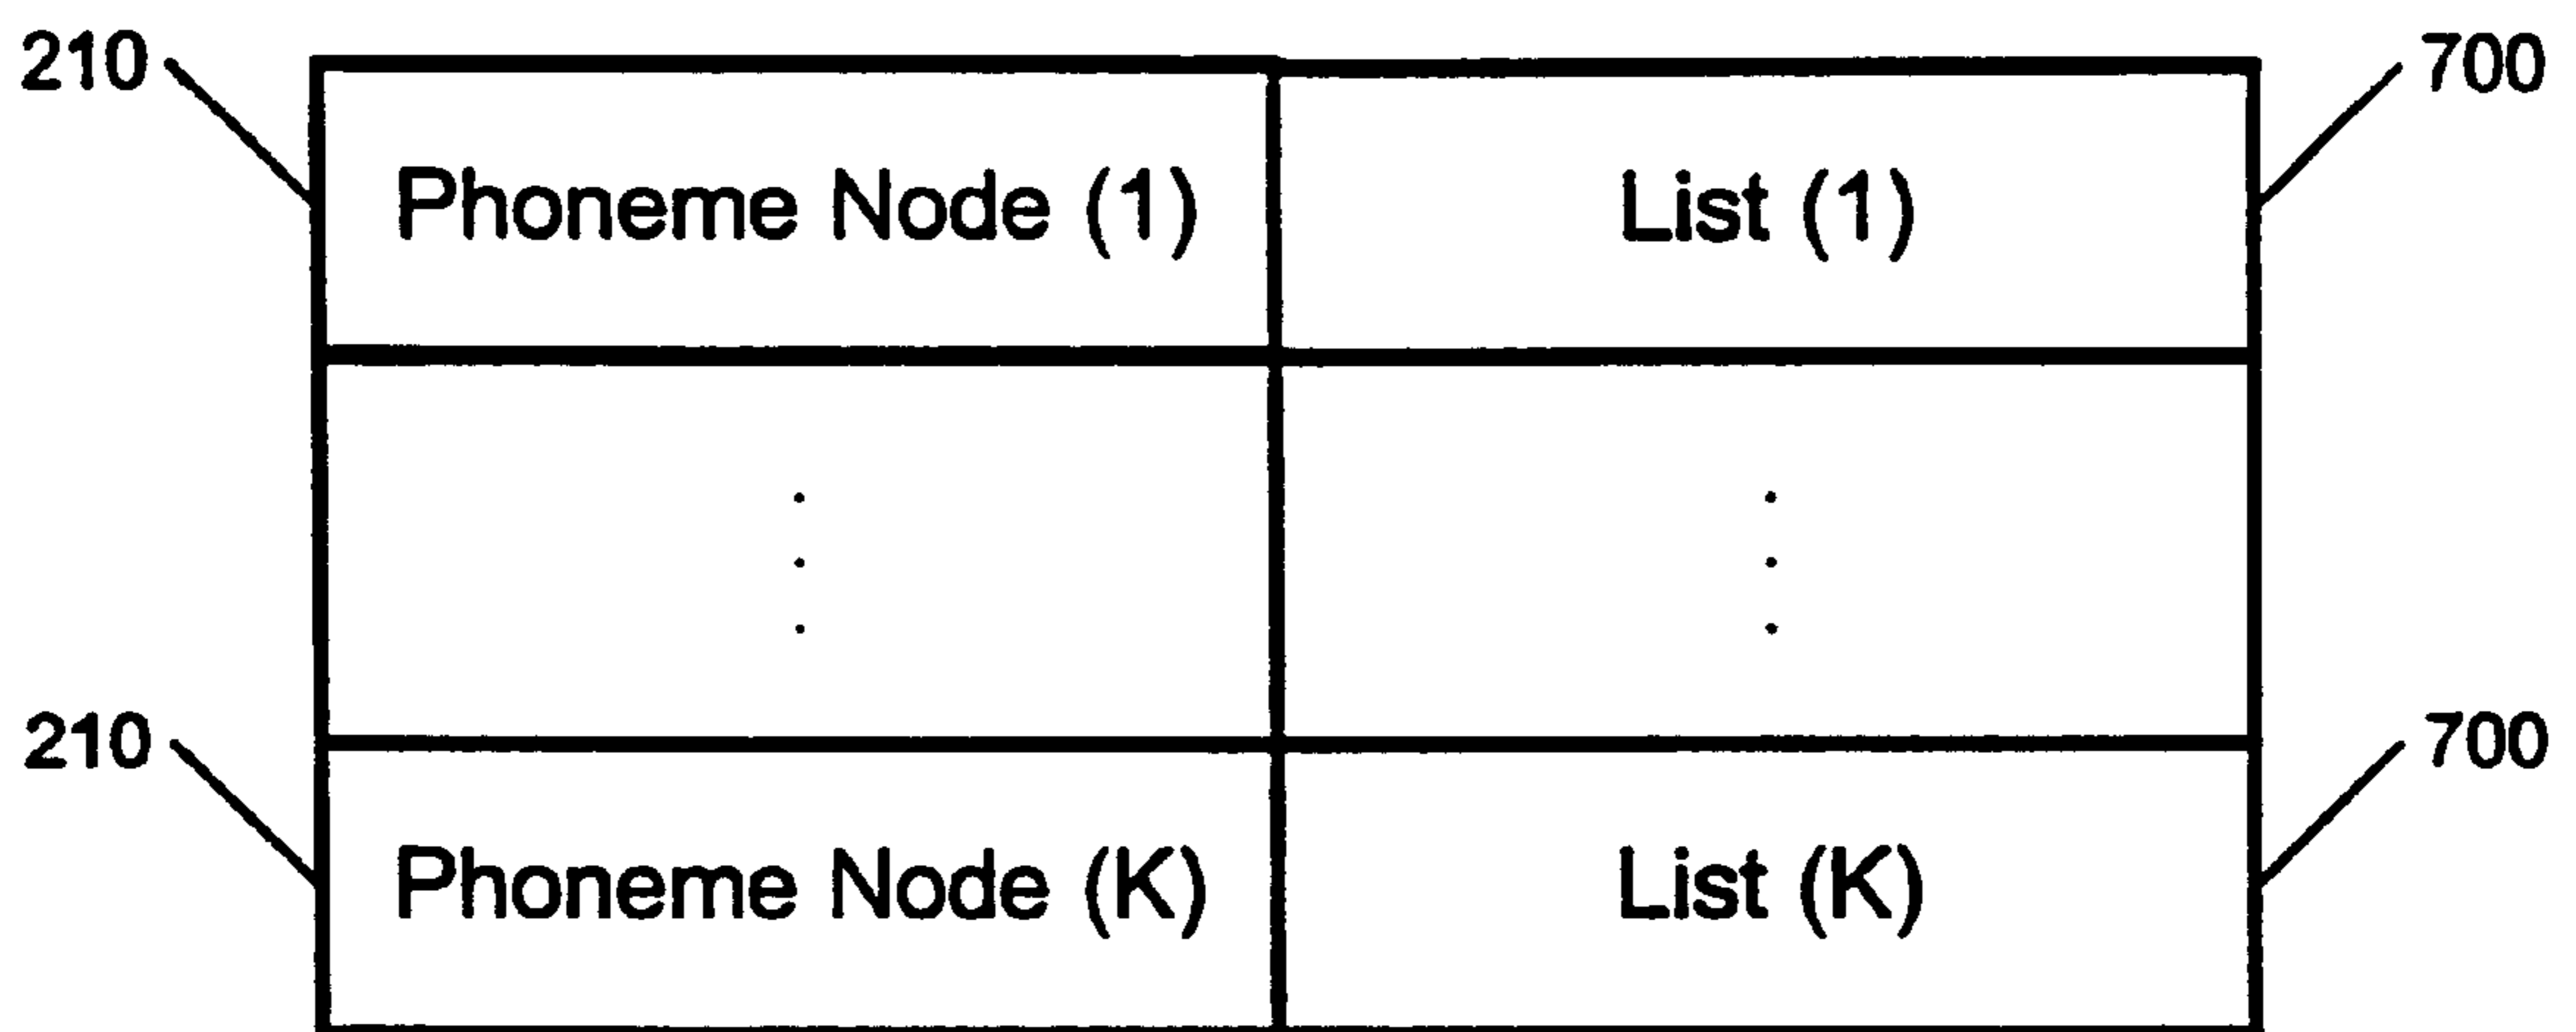 210 700
Phoneme Node (1) List (1)
. .
. .
. .
210 700
Phoneme Node (K) List (K)